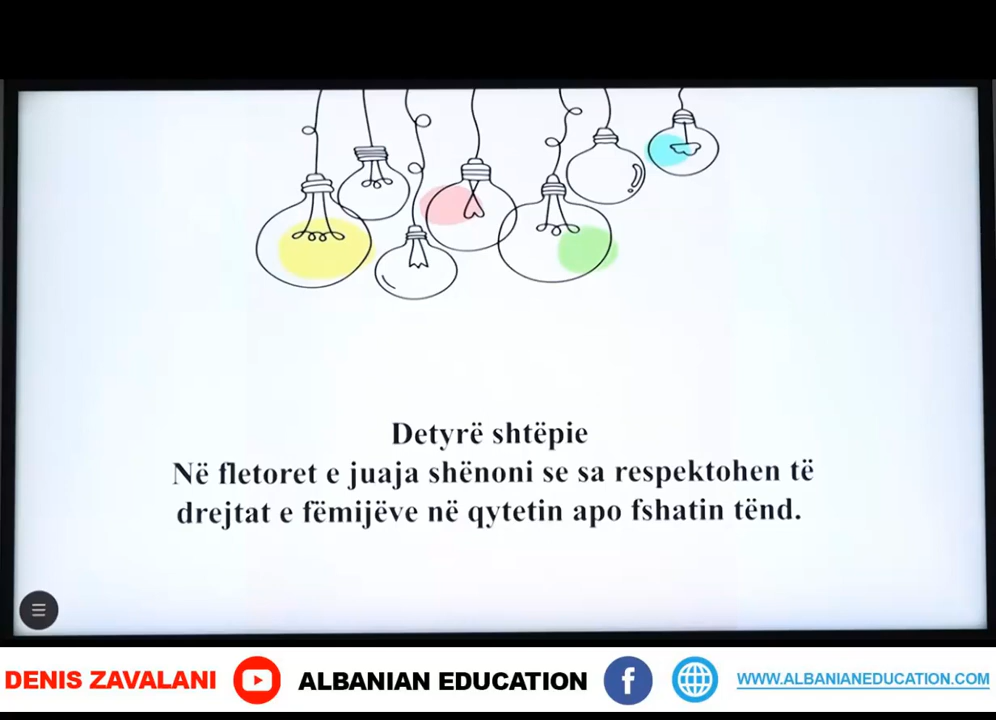 Detyrë shtëpie
Në fletoret e juaja shënoni se sa respektohen të
drejtat e fëmijëve në qytetin apo fshatin tënd.
DENIS ZAVALANI ALBANIAN EDUCATION f WWW.ALBANIANEDUCATION.COM